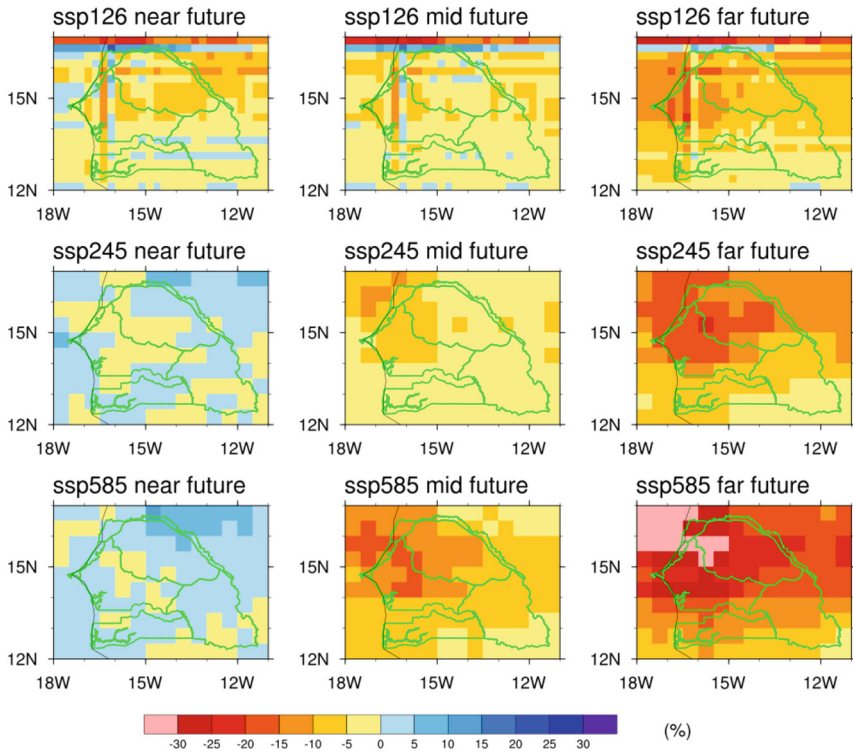 ssp126 near future ssp126 mid future ssp126 far future
15N 15N 15N
12N 12N 12N
18W 15W 12W 18W 15W 12W 18W 15W 12W
ssp245 near future ssp245 mid future ssp245 far future
15N 15N 15N
12N 12N 12N
18W 15W 12W 18W 15W 12W 18W 15W 12W
ssp585 near future ssp585 mid future ssp585 far future
15N 15N 15N
12N 12N 12N
18W 15W 12W 18W 15W 12W 18W 15W 12W
-30 -25 -20 -15 -10 -5 0 5 10 15 20 25 30 (%)